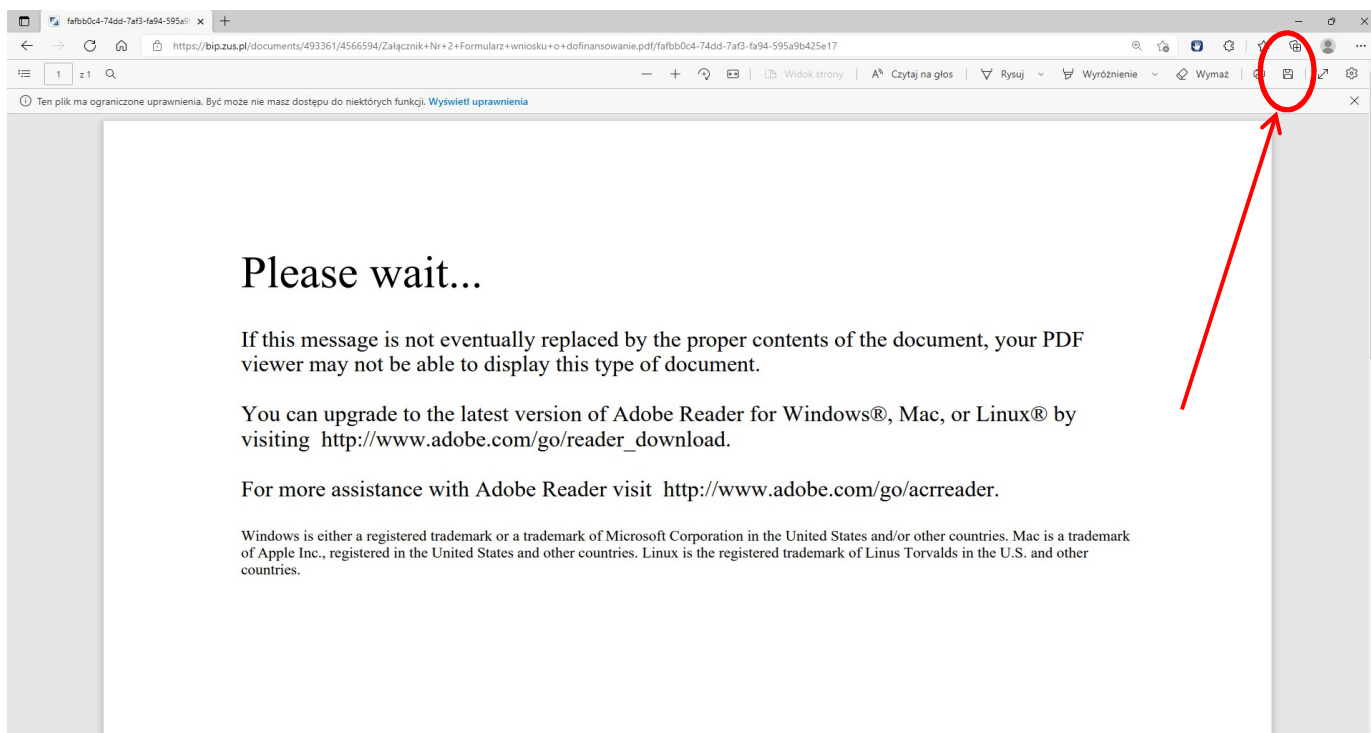 fafbb0c4-74dd-7af3-fa94-595a9
https://bip.zus.pl/documents/493361/4566594/Załącznik+Nr+2+Formularz+wniosku+o+dofinansowanie.pdf/fafbb0c4-74dd-7af3-fa94-595a9b425e17
1 z 1 Widok strony Czytaj na głos Rysuj Wyróżnienie Wymaż
Ten plik ma ograniczone uprawnienia. Być może nie masz dostępu do niektórych funkcji. Wyświetl uprawnienia
Please wait...
If this message is not eventually replaced by the proper contents of the document, your PDF
viewer may not be able to display this type of document.
You can upgrade to the latest version of Adobe Reader for Windows®, Mac, or Linux® by
visiting http://www.adobe.com/go/reader_download.
For more assistance with Adobe Reader visit http://www.adobe.com/go/acrreader.
Windows is either a registered trademark or a trademark of Microsoft Corporation in the United States and/or other countries. Mac is a trademark
of Apple Inc., registered in the United States and other countries. Linux is the registered trademark of Linus Torvalds in the U.S. and other
countries.